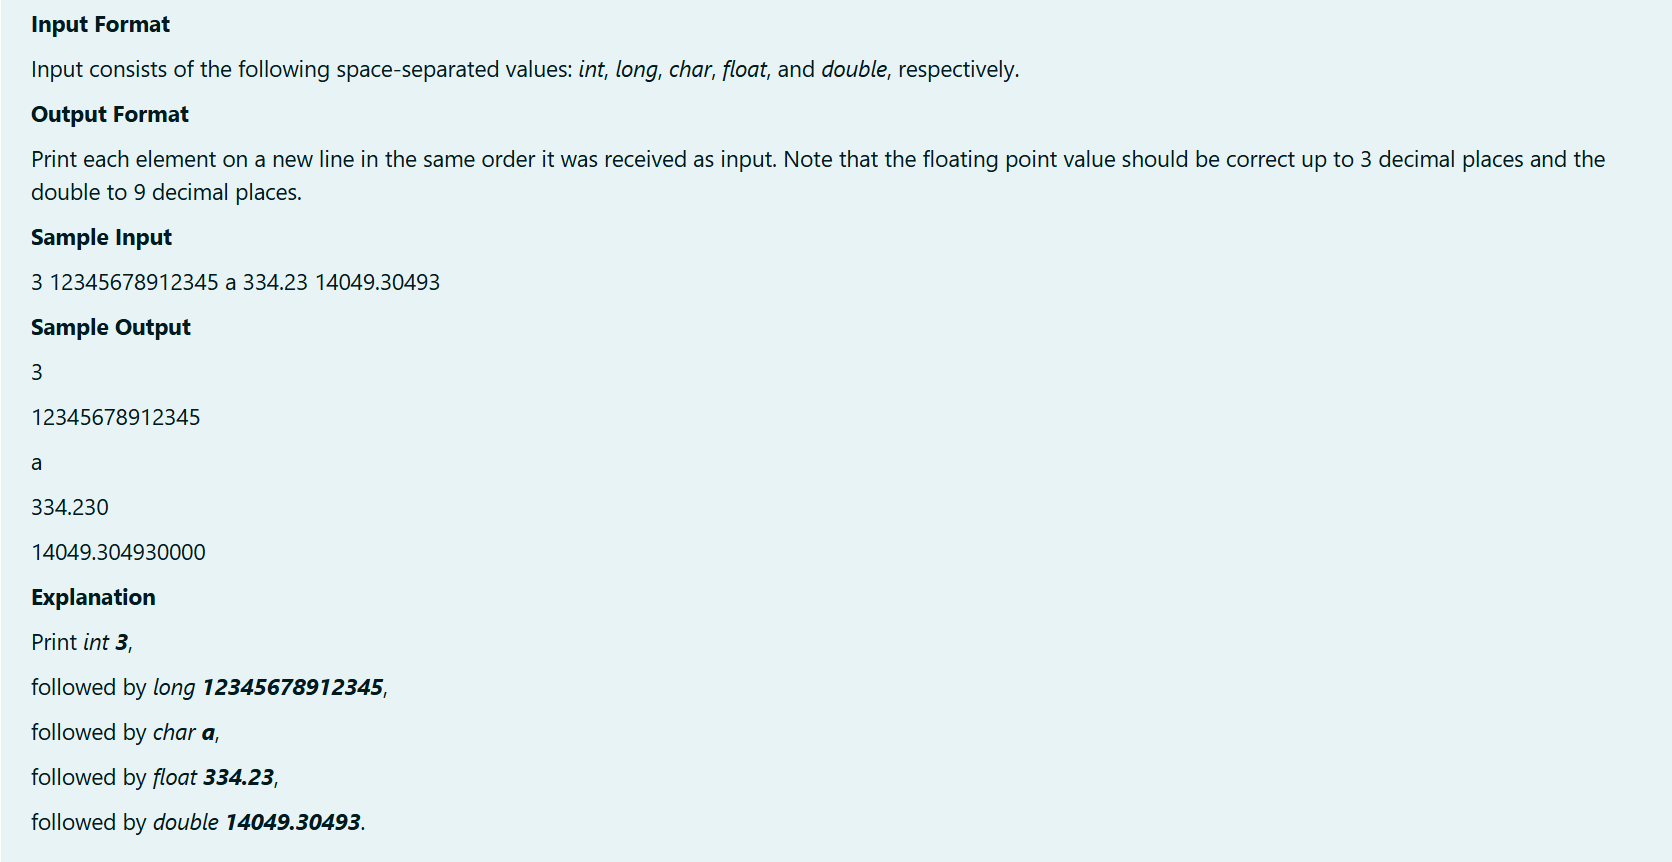 Input Format
Input consists of the following space-separated values: int, long, char, float, and double, respectively.
Output Format
Print each element on a new line in the same order it was received as input. Note that the floating point value should be correct up to 3 decimal places and the
double to 9 decimal places.
Sample Input
3 12345678912345 a 334.23 14049.30493
Sample Output
3
12345678912345
a
334.230
14049.304930000
Explanation
Print int 3,
followed by long 12345678912345,
followed by char a,
followed by float 334.23,
followed by double 14049.30493.